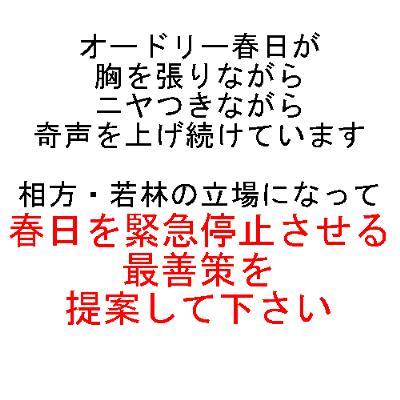 オードリー春日が
胸を張りながら
ニヤつきながら
奇声を上げ続けています
相方・若林の立場になって
春日を緊急停止させる
最善策を
提案して下さい